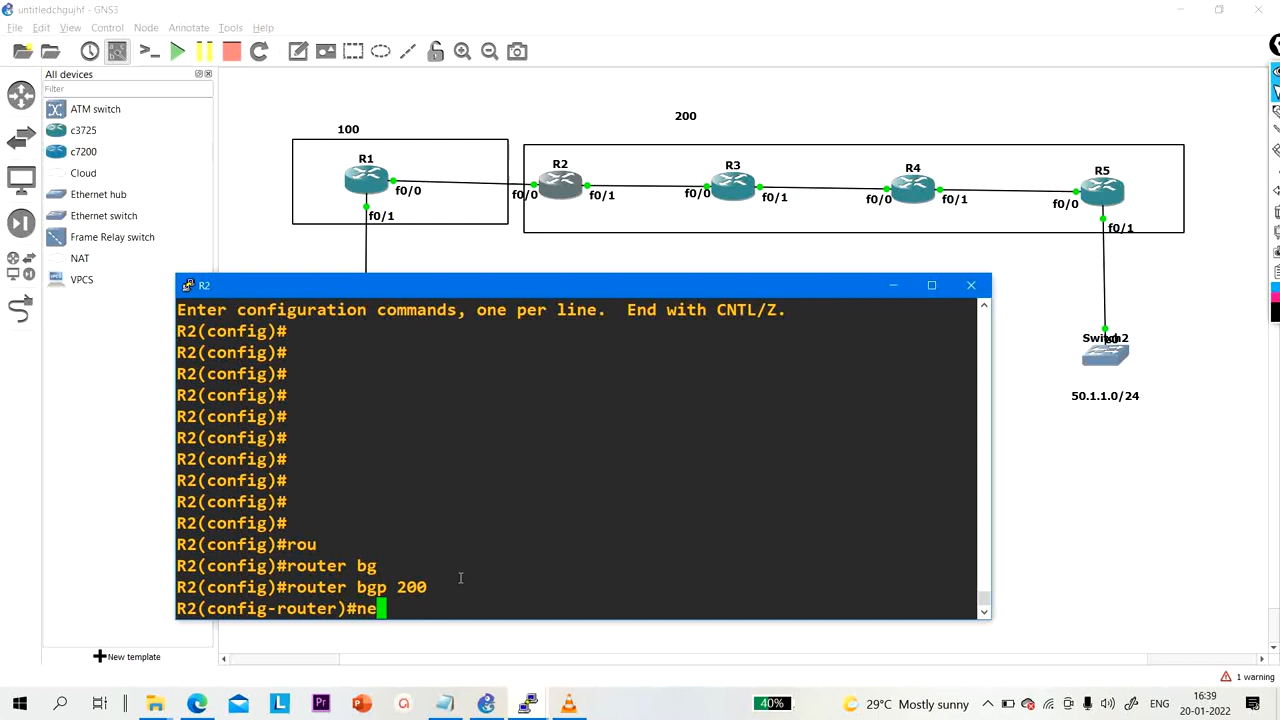 untitledchgujhf - GNS3
File Edit View Control Node Annotate Tools Help
All devices
Filter
ATM switch
c3725
c7200
Cloud
Ethernet hub
Ethernet switch
Frame Relay switch
NAT
VPCS
New template
100
200
R1
R2
R3
R4
R5
f0/0
f0/1
f0/0
f0/1
f0/0
f0/1
f0/0
f0/1
f0/0
f0/1
Switch2
50.1.1.0/24
R2
Enter configuration commands, one per line.  End with CNTL/Z.
R2(config)#
R2(config)#
R2(config)#
R2(config)#
R2(config)#
R2(config)#
R2(config)#
R2(config)#
R2(config)#
R2(config)#
R2(config)#rou
R2(config)#router bg
R2(config)#router bgp 200
R2(config-router)#ne
1 warning
40%
29°C Mostly sunny
ENG
16:39
20-01-2022